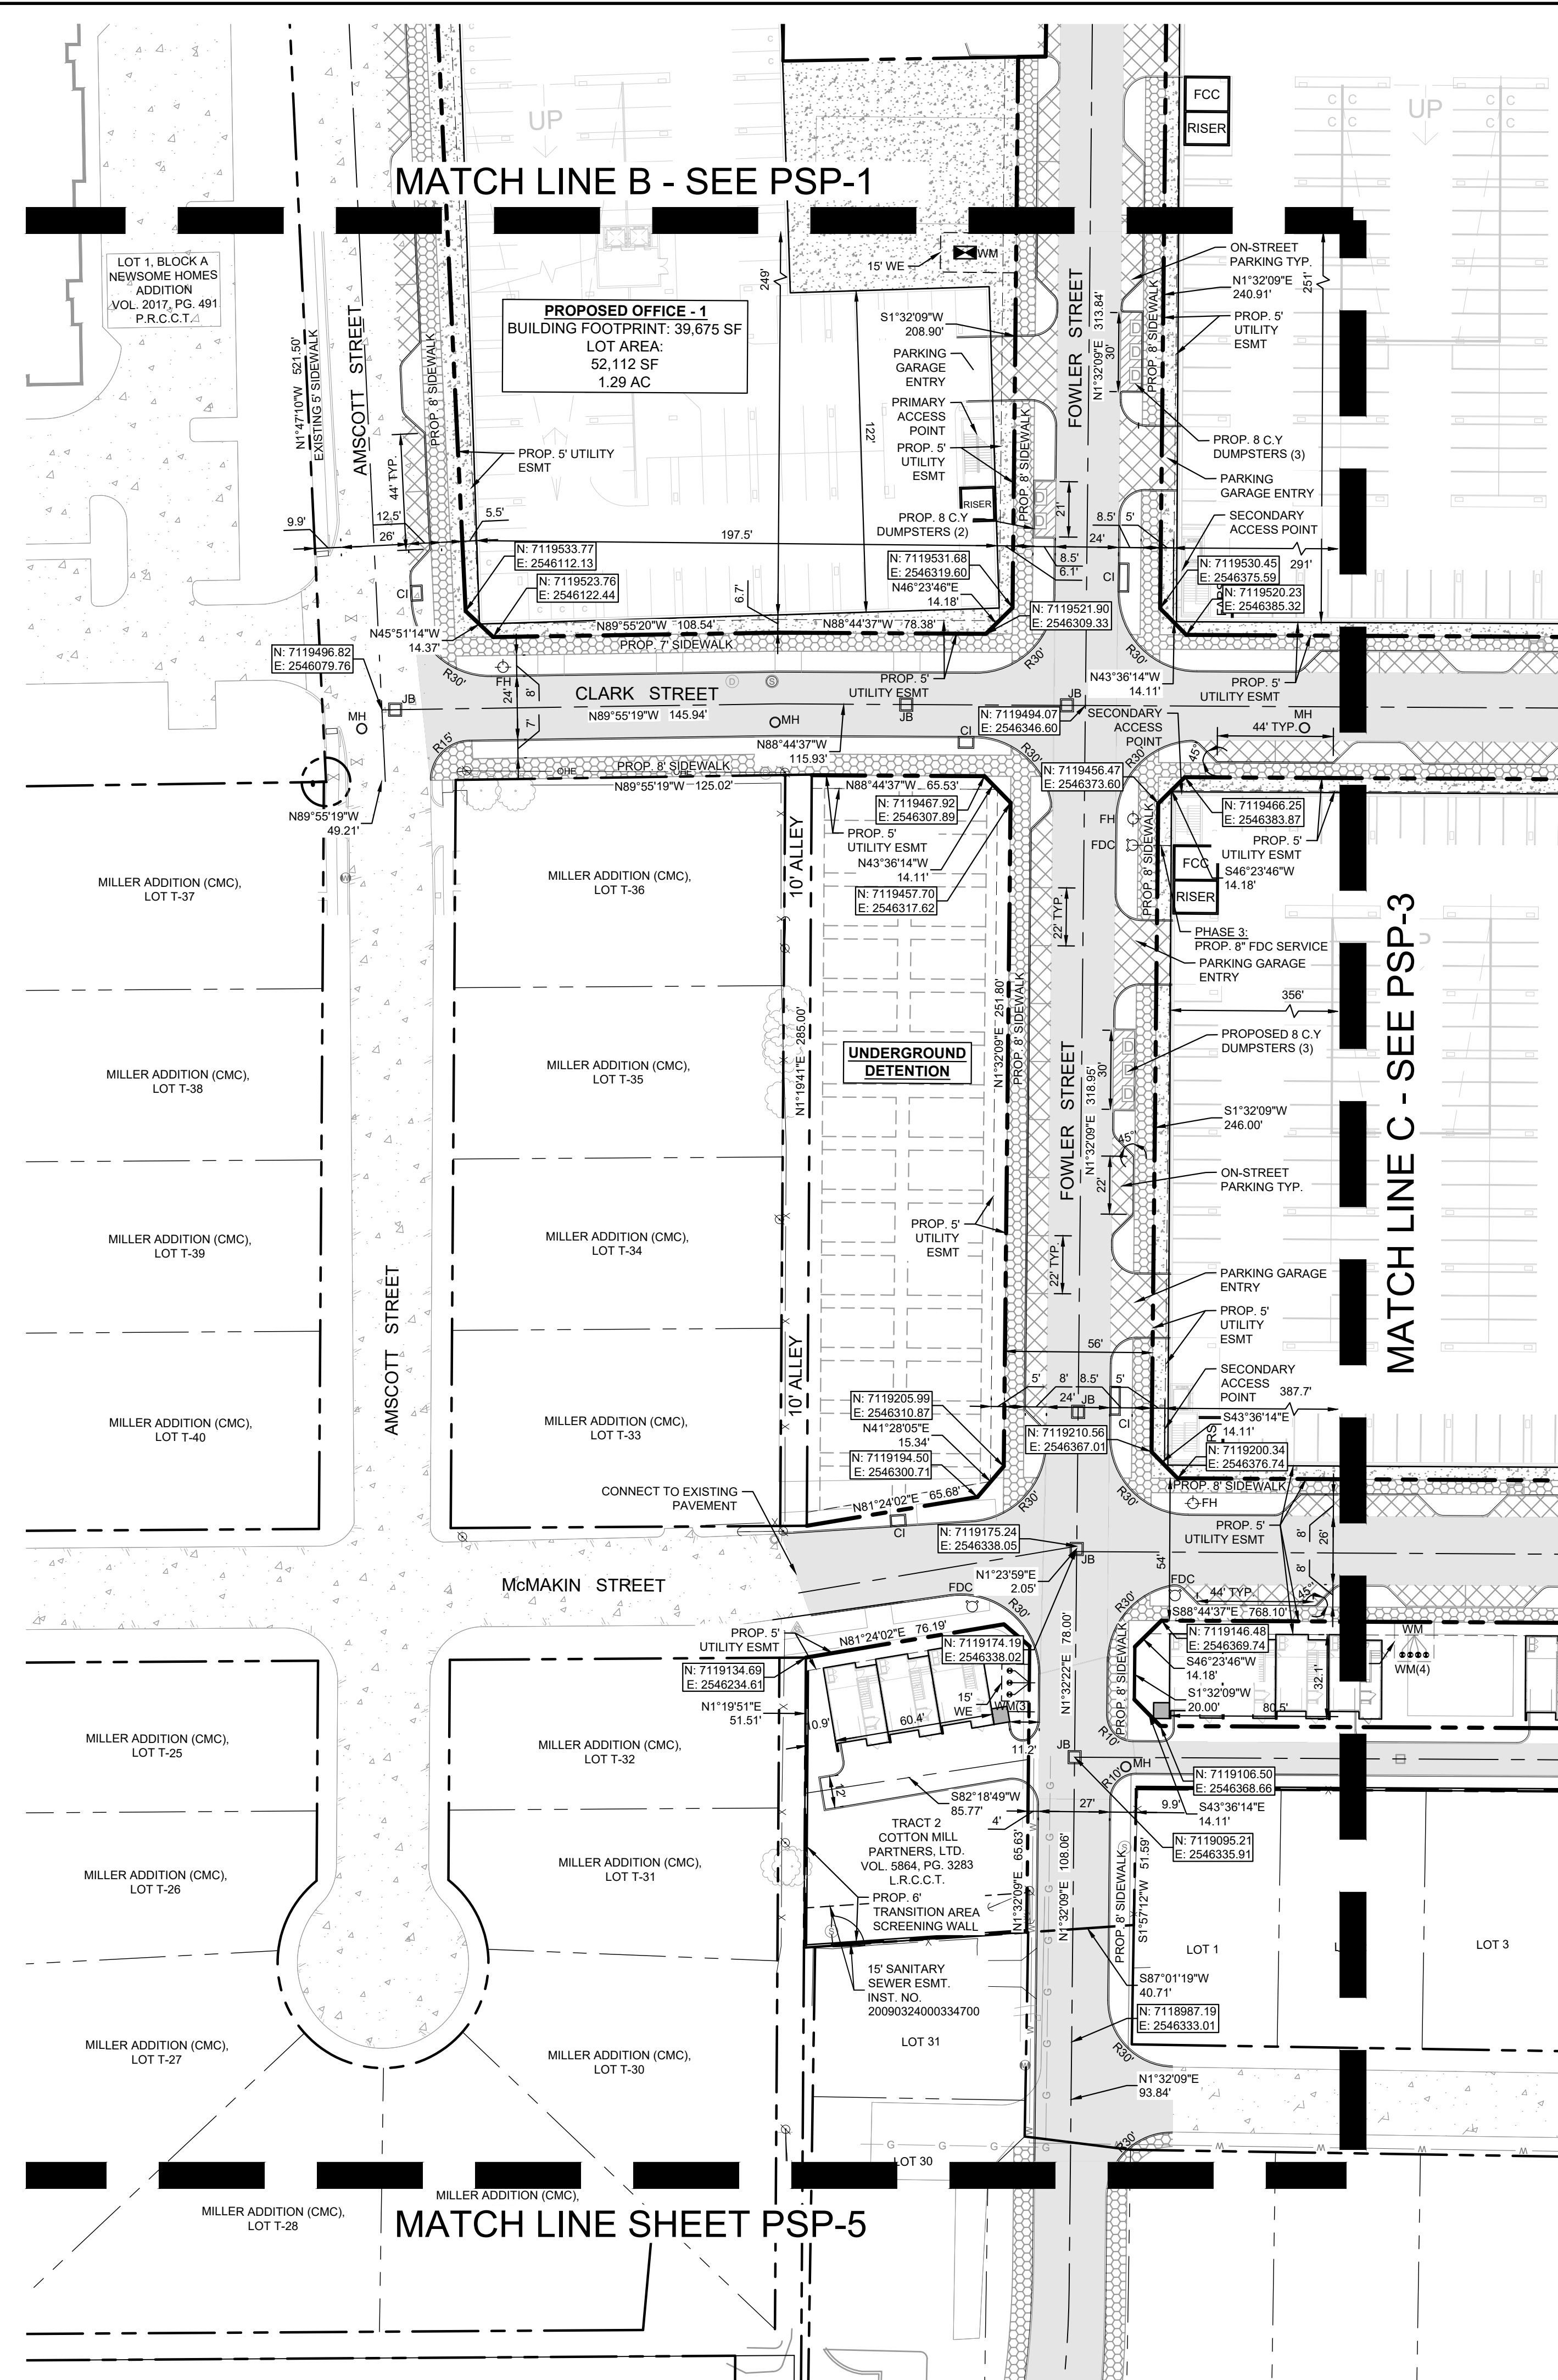 UP
C
C
C
C
FCC
RISER
C C
C C
UP
MATCH LINE B - SEE PSP-1
LOT 1, BLOCK A
NEWSOME HOMES
ADDITION
VOL. 2017, PG. 491
P.R.C.C.T.
N1°47'10"W 521.50'
EXISTING 5' SIDEWALK
AMSCOTT STREET
PROP. 8' SIDEWALK
44' TYP.
249'
15' WE
WM
PROPOSED OFFICE - 1
BUILDING FOOTPRINT: 39,675 SF
LOT AREA:
52,112 SF
1.29 AC
122'
S1°32'09"W
208.90'
PARKING
GARAGE
ENTRY
PRIMARY
ACCESS
POINT
PROP. 5'
UTILITY
ESMT
RISER
PROP. 8 C.Y
DUMPSTERS (2)
PROP. 8' SIDEWALK
D
D
21'
FOWLER STREET
N1°32'09"E 313.84'
30'
D
D
D
PROP. 8' SIDEWALK
ON-STREET
PARKING TYP.
N1°32'09"E
240.91'
251'
PROP. 5'
UTILITY
ESMT
PROP. 8 C.Y
DUMPSTERS (3)
PARKING
GARAGE ENTRY
SECONDARY
ACCESS POINT
PROP. 5' UTILITY
ESMT
9.9'
12.5'
26'
5.5'
197.5'
8.5' 5'
24'
8.5'
6.1'
291'
N: 7119533.77
E: 2546112.13
N: 7119523.76
E: 2546122.44
N: 7119531.68
E: 2546319.60
N46°23'46"E
14.18'
N: 7119521.90
E: 2546309.33
N: 7119530.45
E: 2546375.59
N: 7119520.23
E: 2546385.32
CI
CI
6.7'
N45°51'14"W
14.37'
N89°55'20"W 108.54'
N88°44'37"W 78.38'
PROP. 7' SIDEWALK
N: 7119496.82
E: 2546079.76
R30'
FH
24'
8'
7'
CLARK STREET
N89°55'19"W 145.94'
D
S
PROP. 5'
UTILITY ESMT
R30'
R30'
N43°36'14"W
14.11'
PROP. 5'
UTILITY ESMT
JB
MH
MH
JB
JB
N: 7119494.07
E: 2546346.60
SECONDARY
ACCESS
POINT
44' TYP.
MH
N88°44'37"W
115.93'
CI
R15'
R30'
R30'
45°
PROP. 8' SIDEWALK
OHE
OHE
N89°55'19"W 125.02'
N89°55'19"W
49.21'
N88°44'37"W 65.53'
N: 7119467.92
E: 2546307.89
PROP. 5'
UTILITY ESMT
N43°36'14"W
14.11'
N: 7119457.70
E: 2546317.62
N: 7119456.47
E: 2546373.60
N: 7119466.25
E: 2546383.87
FH
FDC
PROP. 8' SIDEWALK
PROP. 5'
UTILITY ESMT
FCC
RISER
S46°23'46"W
14.18'
PHASE 3:
PROP. 8" FDC SERVICE
PARKING GARAGE
ENTRY
356'
PROPOSED 8 C.Y
DUMPSTERS (3)
S1°32'09"W
246.00'
ON-STREET
PARKING TYP.
PARKING GARAGE
ENTRY
PROP. 5'
UTILITY
ESMT
SECONDARY
ACCESS
POINT
387.7'
MATCH LINE C - SEE PSP-3
MILLER ADDITION (CMC),
LOT T-37
MILLER ADDITION (CMC),
LOT T-36
10' ALLEY
W
MILLER ADDITION (CMC),
LOT T-38
MILLER ADDITION (CMC),
LOT T-35
N1°19'41"E 285.00'
UNDERGROUND
DETENTION
N1°32'09"E 251.80'
PROP. 8' SIDEWALK
22' TYP.
FOWLER STREET
N1°32'09"E 318.95'
30'
D
D
D
45°
22'
22' TYP.
MILLER ADDITION (CMC),
LOT T-39
MILLER ADDITION (CMC),
LOT T-34
PROP. 5'
UTILITY
ESMT
AMSCOTT STREET
10' ALLEY
56'
5' 8' 8.5' 5'
24'
JB
CI
MILLER ADDITION (CMC),
LOT T-40
MILLER ADDITION (CMC),
LOT T-33
N: 7119205.99
E: 2546310.87
N41°28'05"E
15.34'
N: 7119194.50
E: 2546300.71
N81°24'02"E 65.68'
N: 7119210.56
E: 2546367.01
S43°36'14"E
14.11'
N: 7119200.34
E: 2546376.74
PROP. 8' SIDEWALK
FH
CONNECT TO EXISTING
PAVEMENT
CI
R30'
R30'
N: 7119175.24
E: 2546338.05
JB
PROP. 5'
UTILITY ESMT
8'
26'
8'
54'
McMAKIN STREET
N1°23'59"E
2.05'
FDC
FDC
R30'
R30'
44' TYP.
45°
S88°44'37"E 768.10'
PROP. 5'
UTILITY ESMT
N81°24'02"E 76.19'
N: 7119174.19
E: 2546338.02
N1°32'22"E 78.00'
N: 7119146.48
E: 2546369.74
S46°23'46"W
14.18'
S1°32'09"W
20.00'
PROP. 8' SIDEWALK
WM
WM(4)
32.1'
80.5'
N: 7119134.69
E: 2546234.61
N1°19'51"E
51.51'
10.9'
60.4'
15'
WE
WM(3)
11.2'
JB
R10'
R10'
MH
MILLER ADDITION (CMC),
LOT T-25
MILLER ADDITION (CMC),
LOT T-32
12'
S82°18'49"W
85.77'
4'
27'
9.9'
N: 7119106.50
E: 2546368.66
S43°36'14"E
14.11'
N: 7119095.21
E: 2546335.91
TRACT 2
COTTON MILL
PARTNERS, LTD.
VOL. 5864, PG. 3283
L.R.C.C.T.
PROP. 6'
TRANSITION AREA
SCREENING WALL
N1°32'09"E 65.63'
N1°32'09"E 108.06'
PROP. 8' SIDEWALK
S1°57'12"W 51.59'
S
S
MILLER ADDITION (CMC),
LOT T-26
MILLER ADDITION (CMC),
LOT T-31
LOT 1
LOT 3
15' SANITARY
SEWER ESMT.
INST. NO.
20090324000334700
LOT 31
S87°01'19"W
40.71'
N: 7118987.19
E: 2546333.01
R30'
N1°32'09"E
93.84'
R30'
MILLER ADDITION (CMC),
LOT T-27
MILLER ADDITION (CMC),
LOT T-30
G G G G
W W W W
LOT 30
MILLER ADDITION (CMC),
MILLER ADDITION (CMC),
LOT T-28
MATCH LINE SHEET PSP-5